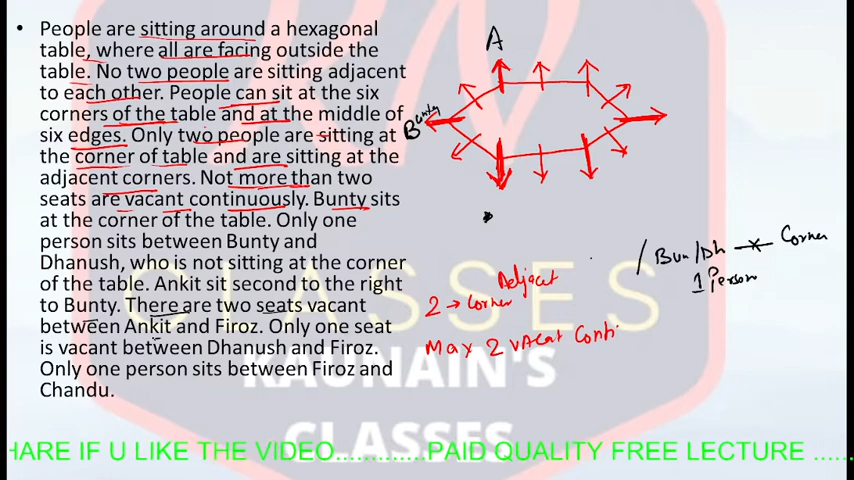 • People are sitting around a hexagonal
table, where all are facing outside the
table. No two people are sitting adjacent
to each other. People can sit at the six
corners of the table and at the middle of
six edges. Only two people are sitting at
the corner of table and are sitting at the
adjacent corners. Not more than two
seats are vacant continuously. Bunty sits
at the corner of the table. Only one
person sits between Bunty and
Dhanush, who is not sitting at the corner
of the table. Ankit sit second to the right
to Bunty. There are two seats vacant
between Ankit and Firoz. Only one seat
is vacant between Dhanush and Firoz.
Only one person sits between Firoz and
Chandu.
A
Bunty
Bun/Dh Corner
1 Person
Adjacet
2 → Corner
Max 2 vAcat Conti
CLASSES
KAUNAIN'S
CLASSES
HARE IF U LIKE THE VIDEO..................PAID QUALITY FREE LECTURE ......